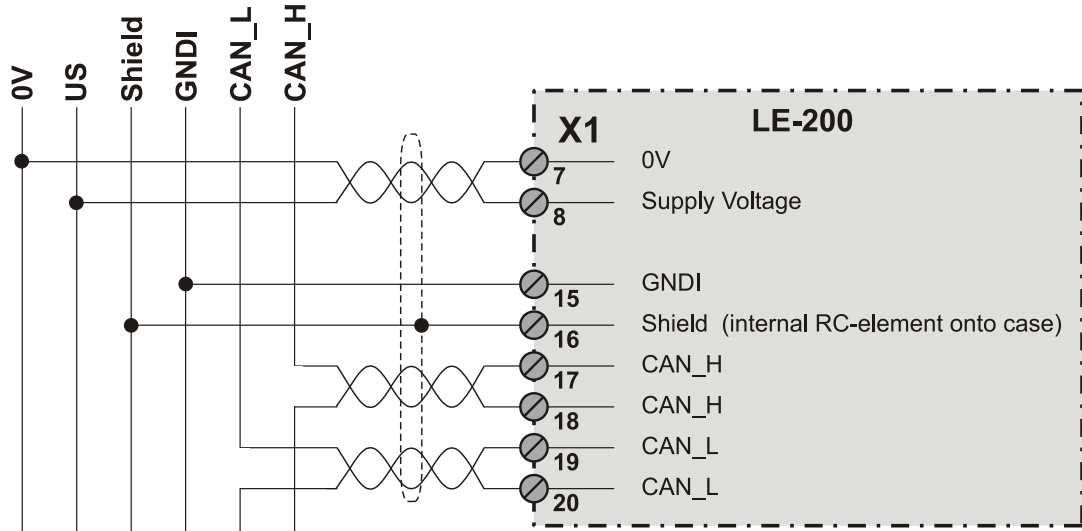 0V
US
Shield
GNDI
CAN_L
CAN_H
X1
LE-200
7
0V
8
Supply Voltage
15
GNDI
16
Shield (internal RC-element onto case)
17
CAN_H
18
CAN_H
19
CAN_L
20
CAN_L